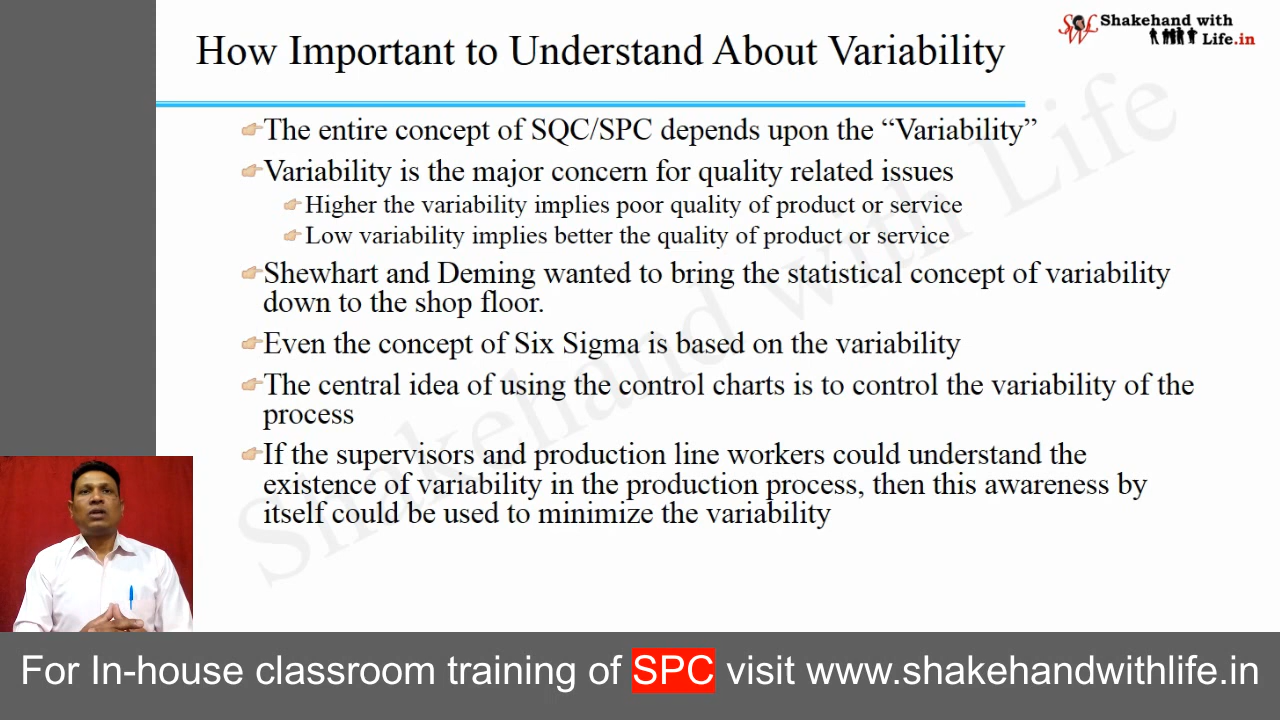 How Important to Understand About Variability
Shakehand with
Life.in
The entire concept of SQC/SPC depends upon the “Variability”
Variability is the major concern for quality related issues
Higher the variability implies poor quality of product or service
Low variability implies better the quality of product or service
Shewhart and Deming wanted to bring the statistical concept of variability
down to the shop floor.
Even the concept of Six Sigma is based on the variability
The central idea of using the control charts is to control the variability of the
process
If the supervisors and production line workers could understand the
existence of variability in the production process, then this awareness by
itself could be used to minimize the variability
Shakehand with Life
For In-house classroom training of SPC visit www.shakehandwithlife.in